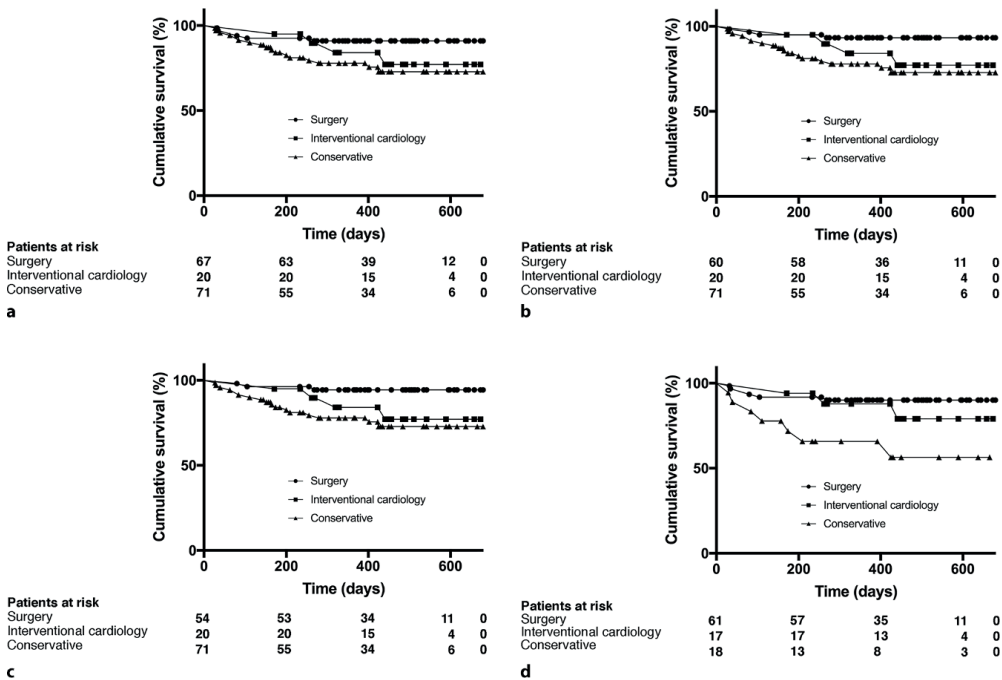 100
50
0
Cumulative survival (%)
Surgery
Interventional cardiology
Conservative
0 200 400 600
Time (days)
Patients at risk
Surgery 67 63 39 12 0
Interventional cardiology 20 20 15 4 0
Conservative 71 55 34 6 0
a
100
50
0
Cumulative survival (%)
Surgery
Interventional cardiology
Conservative
0 200 400 600
Time (days)
Patients at risk
Surgery 60 58 36 11 0
Interventional cardiology 20 20 15 4 0
Conservative 71 55 34 6 0
b
100
50
0
Cumulative survival (%)
Surgery
Interventional cardiology
Conservative
0 200 400 600
Time (days)
Patients at risk
Surgery 54 53 34 11 0
Interventional cardiology 20 20 15 4 0
Conservative 71 55 34 6 0
c
100
50
0
Cumulative survival (%)
Surgery
Interventional cardiology
Conservative
0 200 400 600
Time (days)
Patients at risk
Surgery 61 57 35 11 0
Interventional cardiology 17 17 13 4 0
Conservative 18 13 8 3 0
d